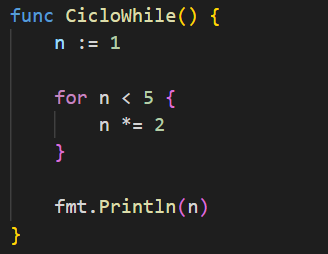 func CicloWhile() {
    n := 1

    for n < 5 {
        n *= 2
    }

    fmt.Println(n)
}